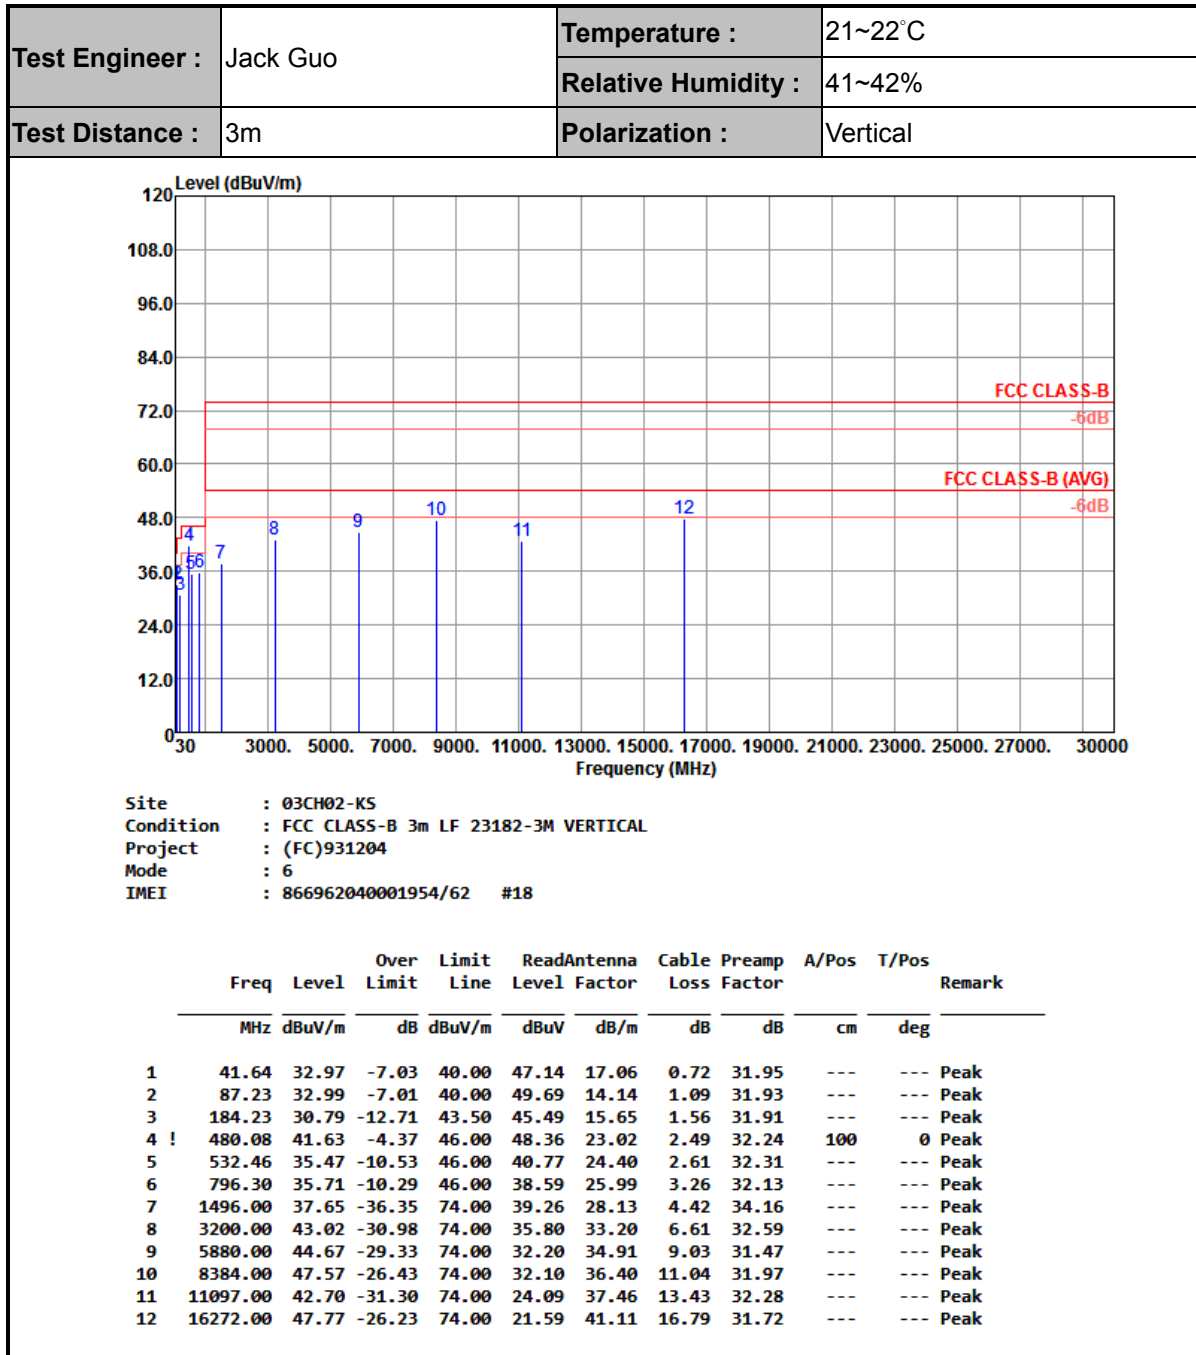 Test Engineer : Jack Guo Temperature : 21~22°C
Relative Humidity : 41~42%
Test Distance : 3m Polarization : Vertical
Level (dBuV/m)
120
108.0
96.0
84.0
FCC CLASS-B
72.0
-6dB
60.0
FCC CLASS-B (AVG)
48.0
-6dB
36.0
24.0
12.0
0
2 3 4 5 6 7 8 9 10 11 12
30 3000. 5000. 7000. 9000. 11000. 13000. 15000. 17000. 19000. 21000. 23000. 25000. 27000. 30000
Frequency (MHz)
Site : 03CH02-KS
Condition : FCC CLASS-B 3m LF 23182-3M VERTICAL
Project : (FC)931204
Mode : 6
IMEI : 866962040001954/62 #18
Over Limit ReadAntenna Cable Preamp A/Pos T/Pos
Freq Level Limit Line Level Factor Loss Factor Remark
MHz dBuV/m dB dBuV/m dBuV dB/m dB dB cm deg
1 41.64 32.97 -7.03 40.00 47.14 17.06 0.72 31.95 --- --- Peak
2 87.23 32.99 -7.01 40.00 49.69 14.14 1.09 31.93 --- --- Peak
3 184.23 30.79 -12.71 43.50 45.49 15.65 1.56 31.91 --- --- Peak
4 ! 480.08 41.63 -4.37 46.00 48.36 23.02 2.49 32.24 100 0 Peak
5 532.46 35.47 -10.53 46.00 40.77 24.40 2.61 32.31 --- --- Peak
6 796.30 35.71 -10.29 46.00 38.59 25.99 3.26 32.13 --- --- Peak
7 1496.00 37.65 -36.35 74.00 39.26 28.13 4.42 34.16 --- --- Peak
8 3200.00 43.02 -30.98 74.00 35.80 33.20 6.61 32.59 --- --- Peak
9 5880.00 44.67 -29.33 74.00 32.20 34.91 9.03 31.47 --- --- Peak
10 8384.00 47.57 -26.43 74.00 32.10 36.40 11.04 31.97 --- --- Peak
11 11097.00 42.70 -31.30 74.00 24.09 37.46 13.43 32.28 --- --- Peak
12 16272.00 47.77 -26.23 74.00 21.59 41.11 16.79 31.72 --- --- Peak